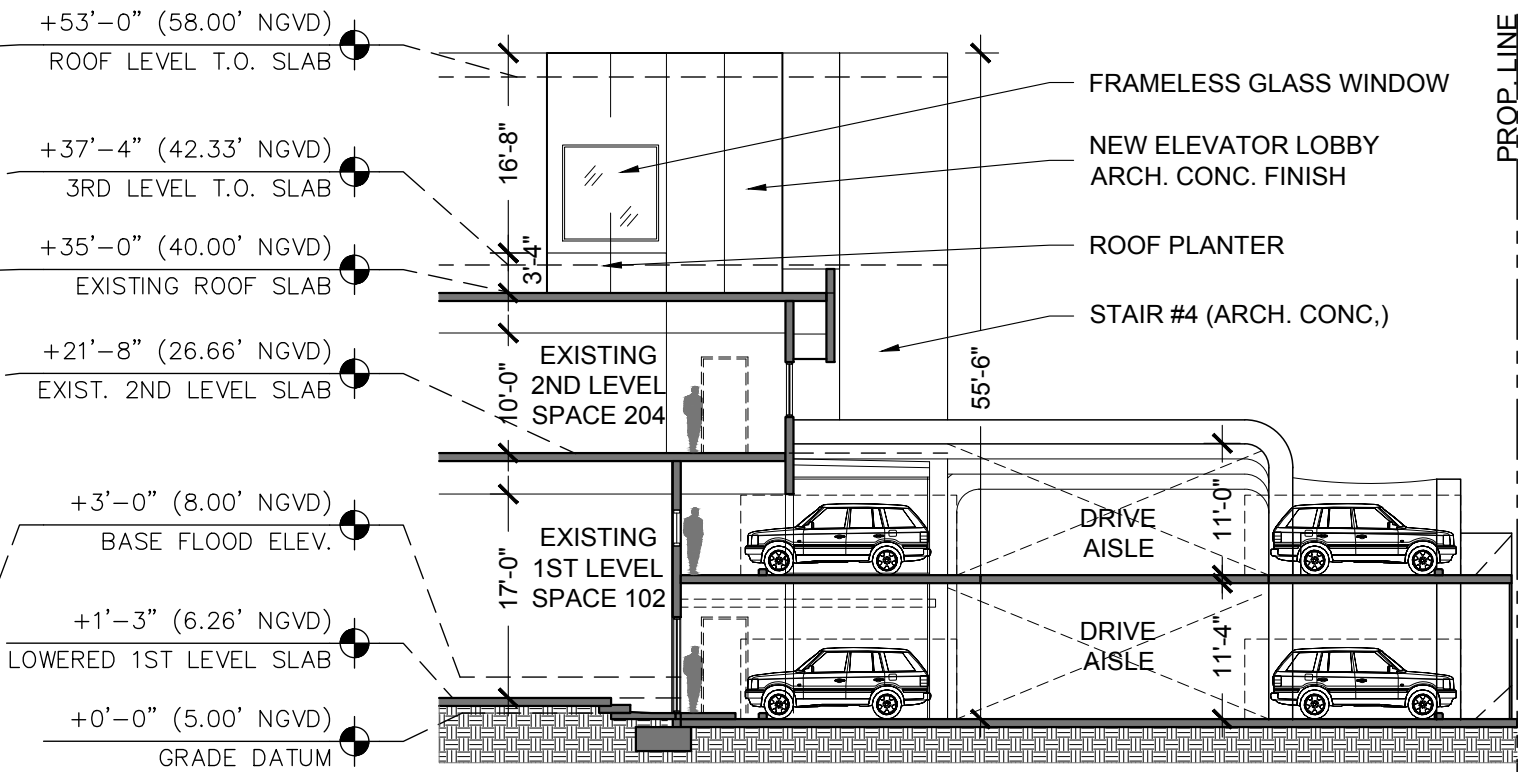 +53’-0” (58.00’ NGVD)
ROOF LEVEL T.O. SLAB
+37’-4” (42.33’ NGVD)
3RD LEVEL T.O. SLAB
+35’-0” (40.00’ NGVD)
EXISTING ROOF SLAB
+21’-8” (26.66’ NGVD)
EXIST. 2ND LEVEL SLAB
+3’-0” (8.00’ NGVD)
BASE FLOOD ELEV.
+1’-3” (6.26’ NGVD)
LOWERED 1ST LEVEL SLAB
+0’-0” (5.00’ NGVD)
GRADE DATUM
16'-8"
3'-4"
10'-0"
17'-0"
EXISTING
2ND LEVEL
SPACE 204
EXISTING
1ST LEVEL
SPACE 102
55'-6"
FRAMELESS GLASS WINDOW
NEW ELEVATOR LOBBY
ARCH. CONC. FINISH
ROOF PLANTER
STAIR #4 (ARCH. CONC,)
DRIVE
AISLE
11'-0"
DRIVE
AISLE
11'-4"
PROP. LINE